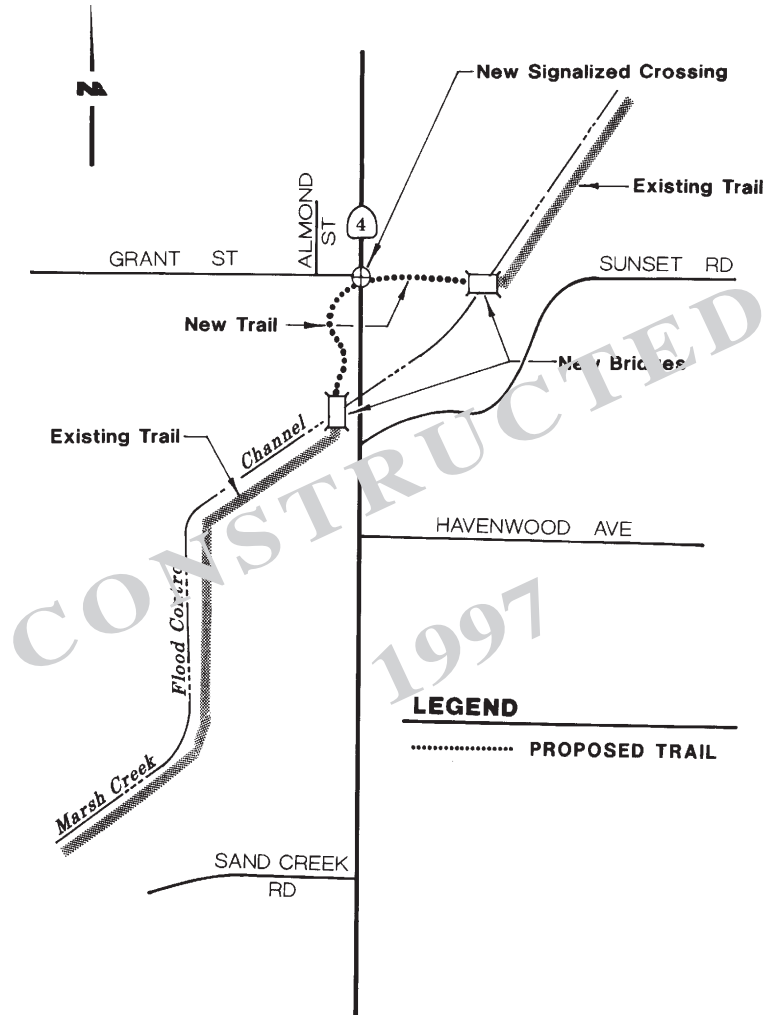 N
New Signalized Crossing
Existing Trail
ALMOND
ST
4
GRANT ST
SUNSET RD
New Trail
New Bridges
Existing Trail
Channel
HAVENWOOD AVE
Flood Control
CONSTRUCTED
1997
LEGEND
PROPOSED TRAIL
Marsh Creek
SAND CREEK
RD